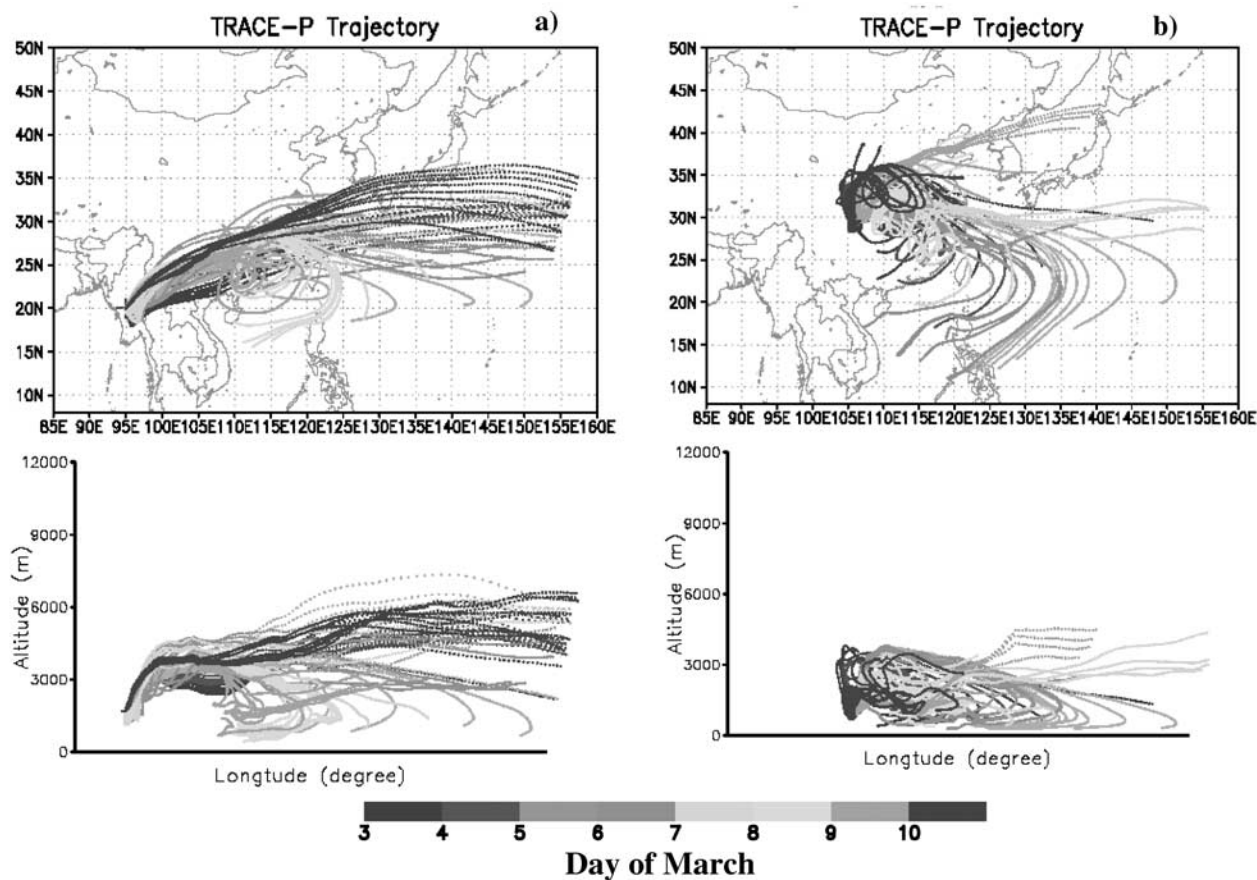 TRACE-P Trajectory a)
50N
45N
40N
35N
30N
25N
20N
15N
10N
85E 90E 95E 100E105E110E115E120E125E130E135E140E145E150E155E160E
TRACE-P Trajectory b)
50N
45N
40N
35N
30N
25N
20N
15N
10N
85E 90E 95E 100E105E110E115E120E125E130E135E140E145E150E155E160E
12000
9000
6000
3000
0
Altitude (m)
Longtude (degree)
12000
9000
6000
3000
0
Altitude (m)
Longtude (degree)
3 4 5 6 7 8 9 10
Day of March